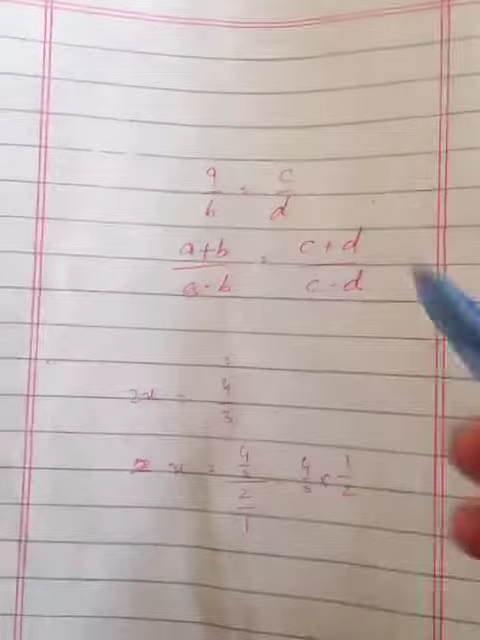 a/b = c/d
a+b/a-b = c+d/c-d
2x = 4/3
x = 4/3 / 2/1 4/3 × 1/2